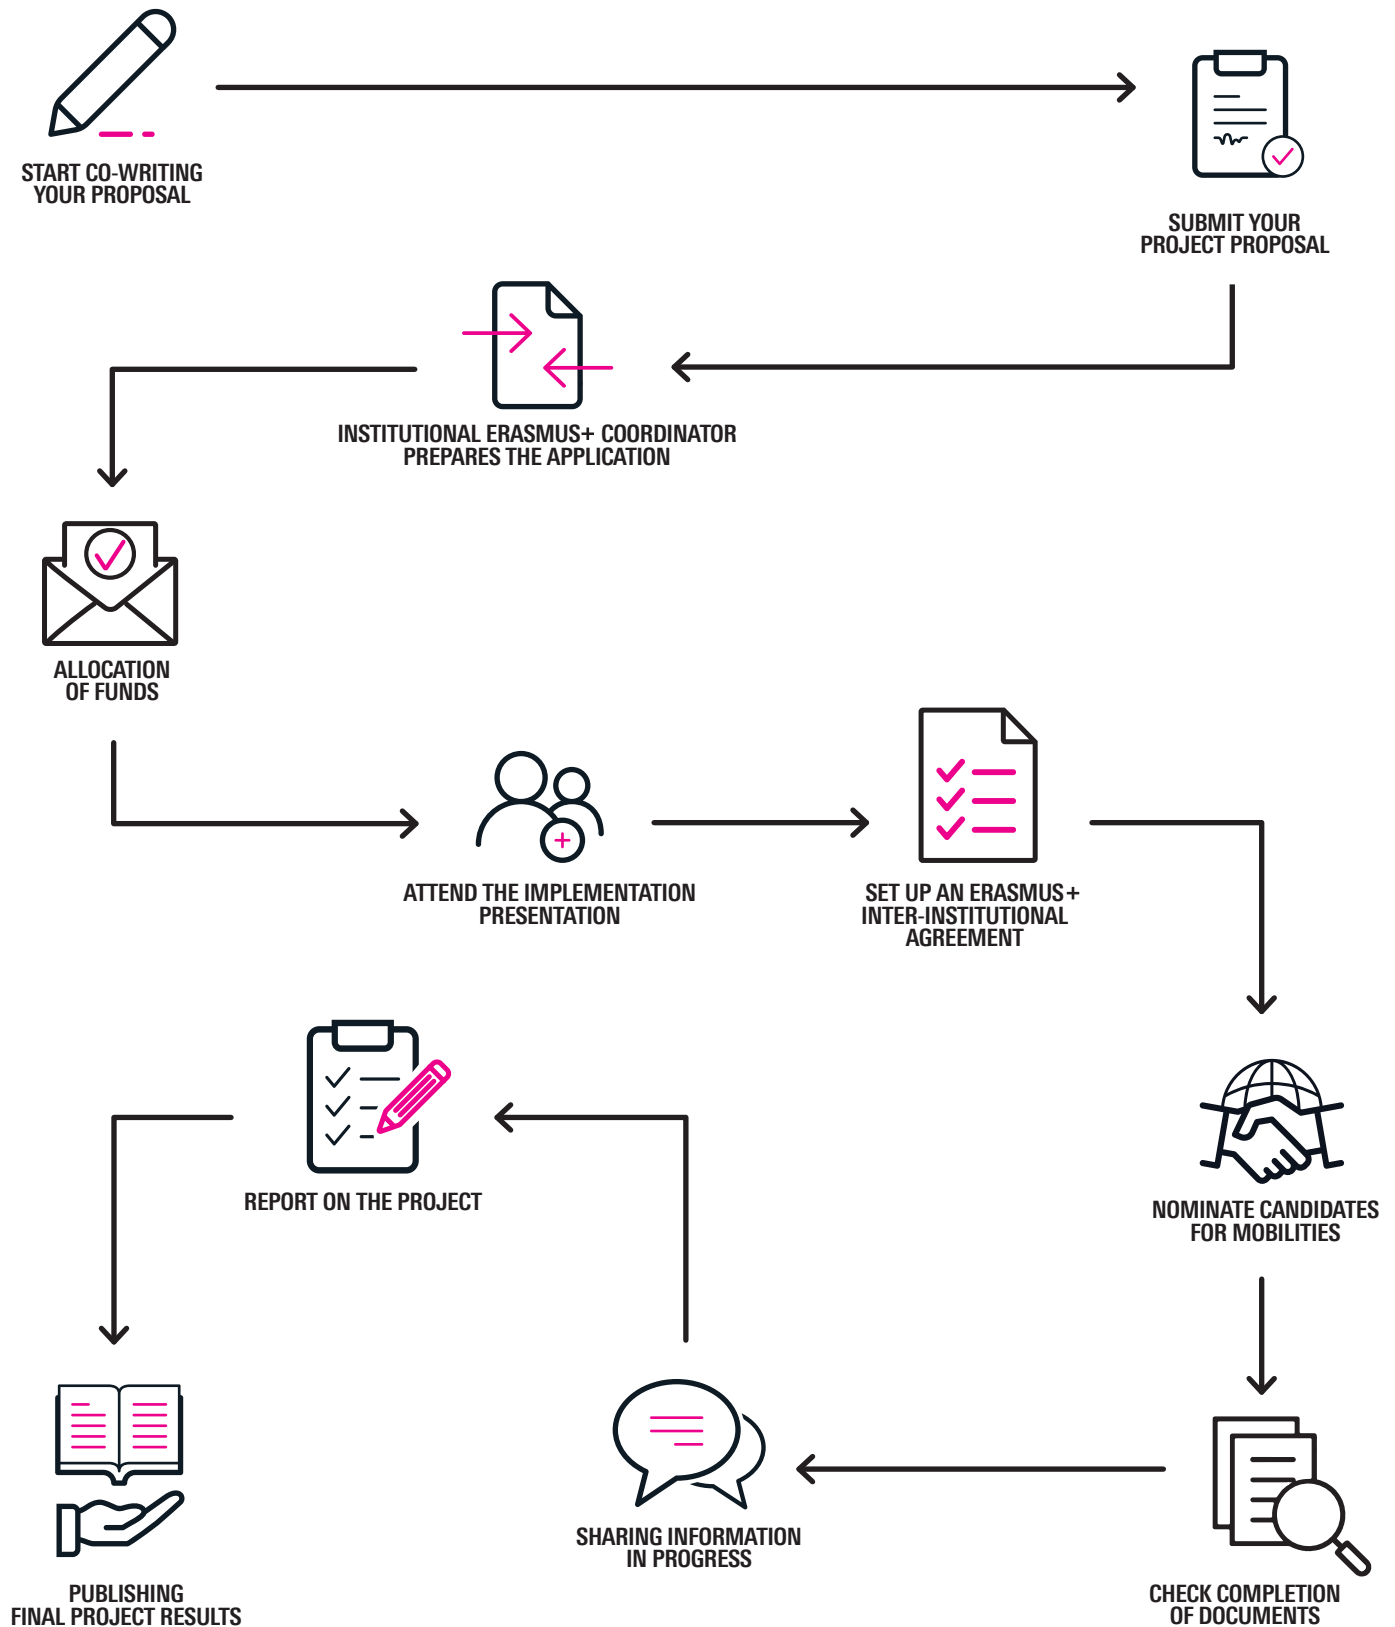 START CO-WRITING
YOUR PROPOSAL
SUBMIT YOUR
PROJECT PROPOSAL
INSTITUTIONAL ERASMUS+ COORDINATOR
PREPARES THE APPLICATION
ALLOCATION
OF FUNDS
ATTEND THE IMPLEMENTATION
PRESENTATION
SET UP AN ERASMUS+
INTER-INSTITUTIONAL
AGREEMENT
NOMINATE CANDIDATES
FOR MOBILITIES
CHECK COMPLETION
OF DOCUMENTS
SHARING INFORMATION
IN PROGRESS
REPORT ON THE PROJECT
PUBLISHING
FINAL PROJECT RESULTS